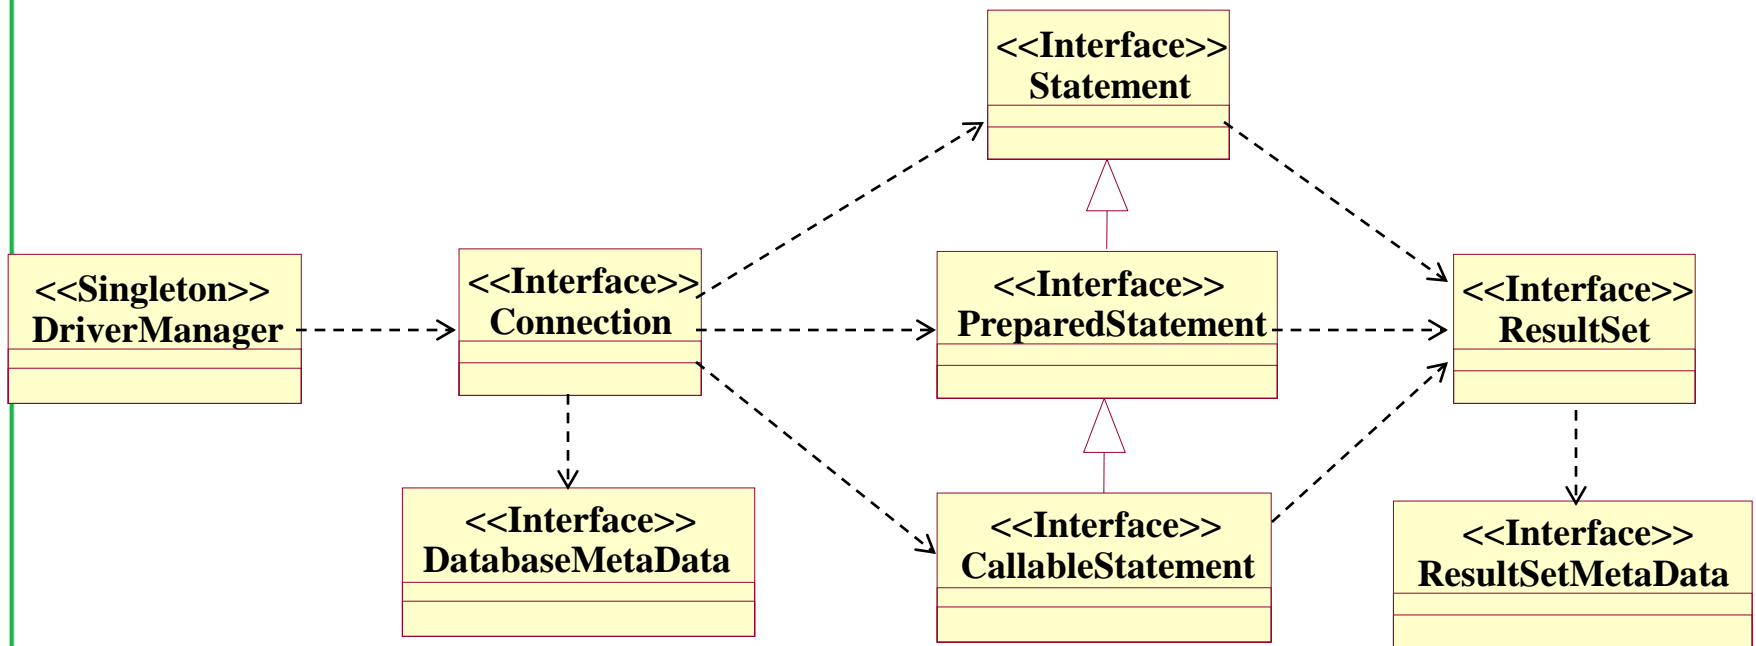 <<Interface>>
Statement
<<Singleton>>
DriverManager
<<Interface>>
Connection
<<Interface>>
PreparedStatement
<<Interface>>
ResultSet
<<Interface>>
DatabaseMetaData
<<Interface>>
CallableStatement
<<Interface>>
ResultSetMetaData